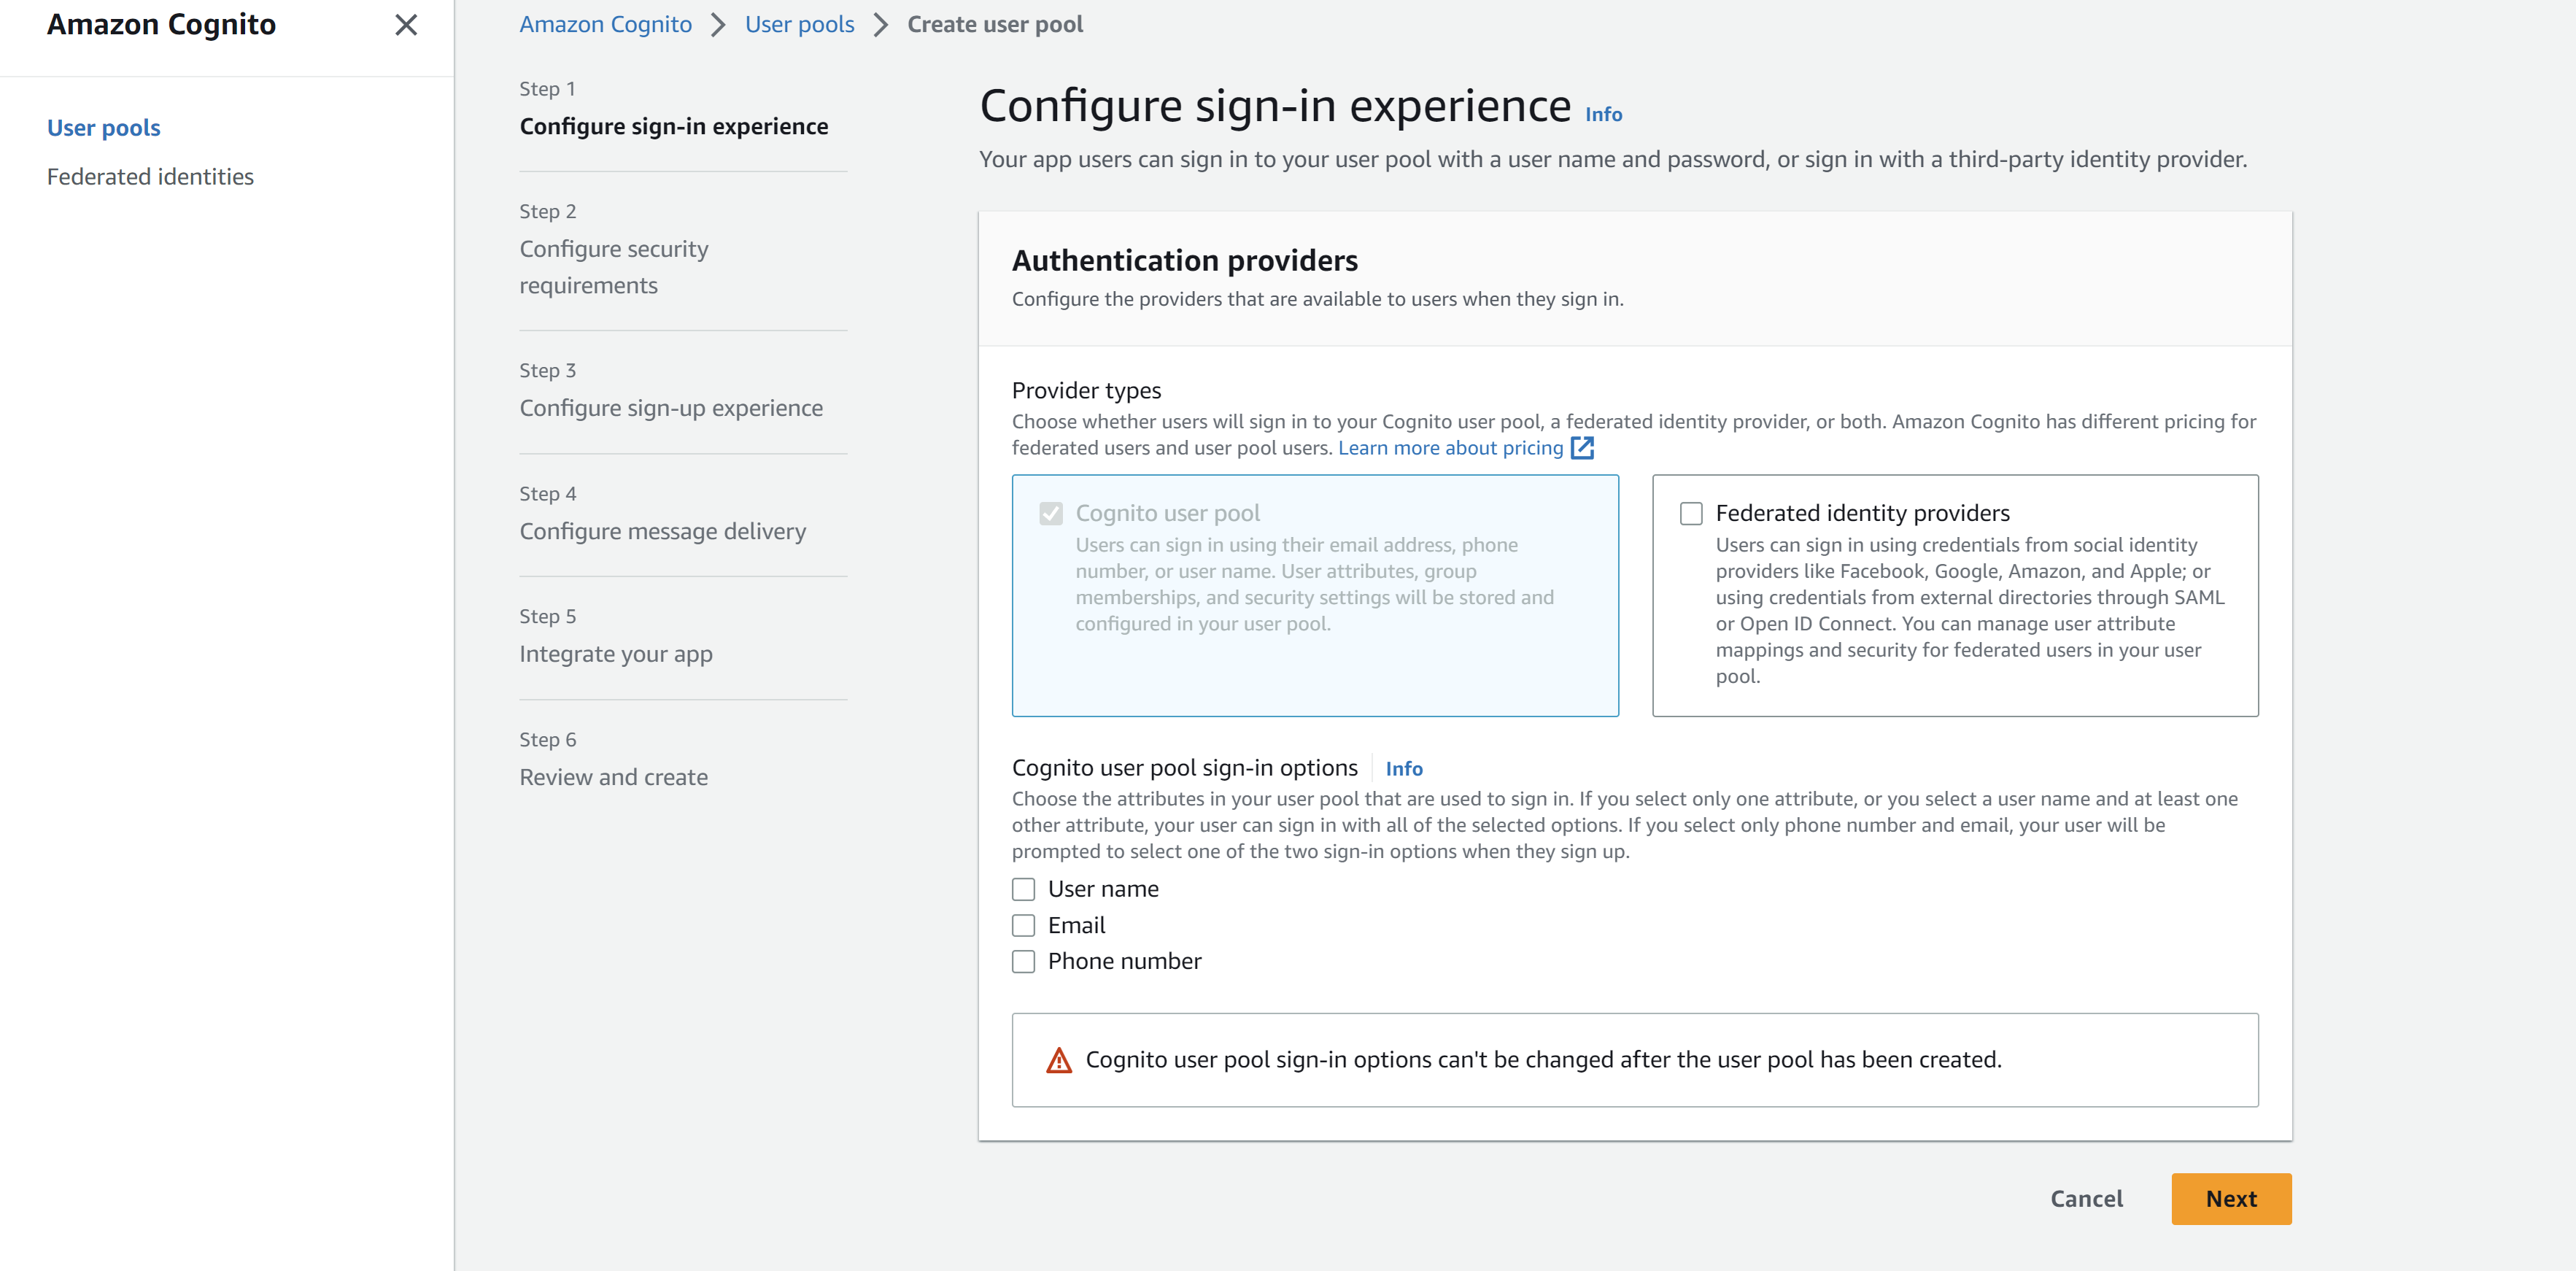 Amazon Cognito
User pools
Federated identities
Amazon Cognito > User pools > Create user pool
Step 1
Configure sign-in experience
Step 2
Configure security
requirements
Step 3
Configure sign-up experience
Step 4
Configure message delivery
Step 5
Integrate your app
Step 6
Review and create
Configure sign-in experience Info
Your app users can sign in to your user pool with a user name and password, or sign in with a third-party identity provider.
Authentication providers
Configure the providers that are available to users when they sign in.
Provider types
Choose whether users will sign in to your Cognito user pool, a federated identity provider, or both. Amazon Cognito has different pricing for
federated users and user pool users. Learn more about pricing
Cognito user pool
Users can sign in using their email address, phone
number, or user name. User attributes, group
memberships, and security settings will be stored and
configured in your user pool.
Federated identity providers
Users can sign in using credentials from social identity
providers like Facebook, Google, Amazon, and Apple; or
using credentials from external directories through SAML
or Open ID Connect. You can manage user attribute
mappings and security for federated users in your user
pool.
Cognito user pool sign-in options Info
Choose the attributes in your user pool that are used to sign in. If you select only one attribute, or you select a user name and at least one
other attribute, your user can sign in with all of the selected options. If you select only phone number and email, your user will be
prompted to select one of the two sign-in options when they sign up.
User name
Email
Phone number
Cognito user pool sign-in options can't be changed after the user pool has been created.
Cancel
Next